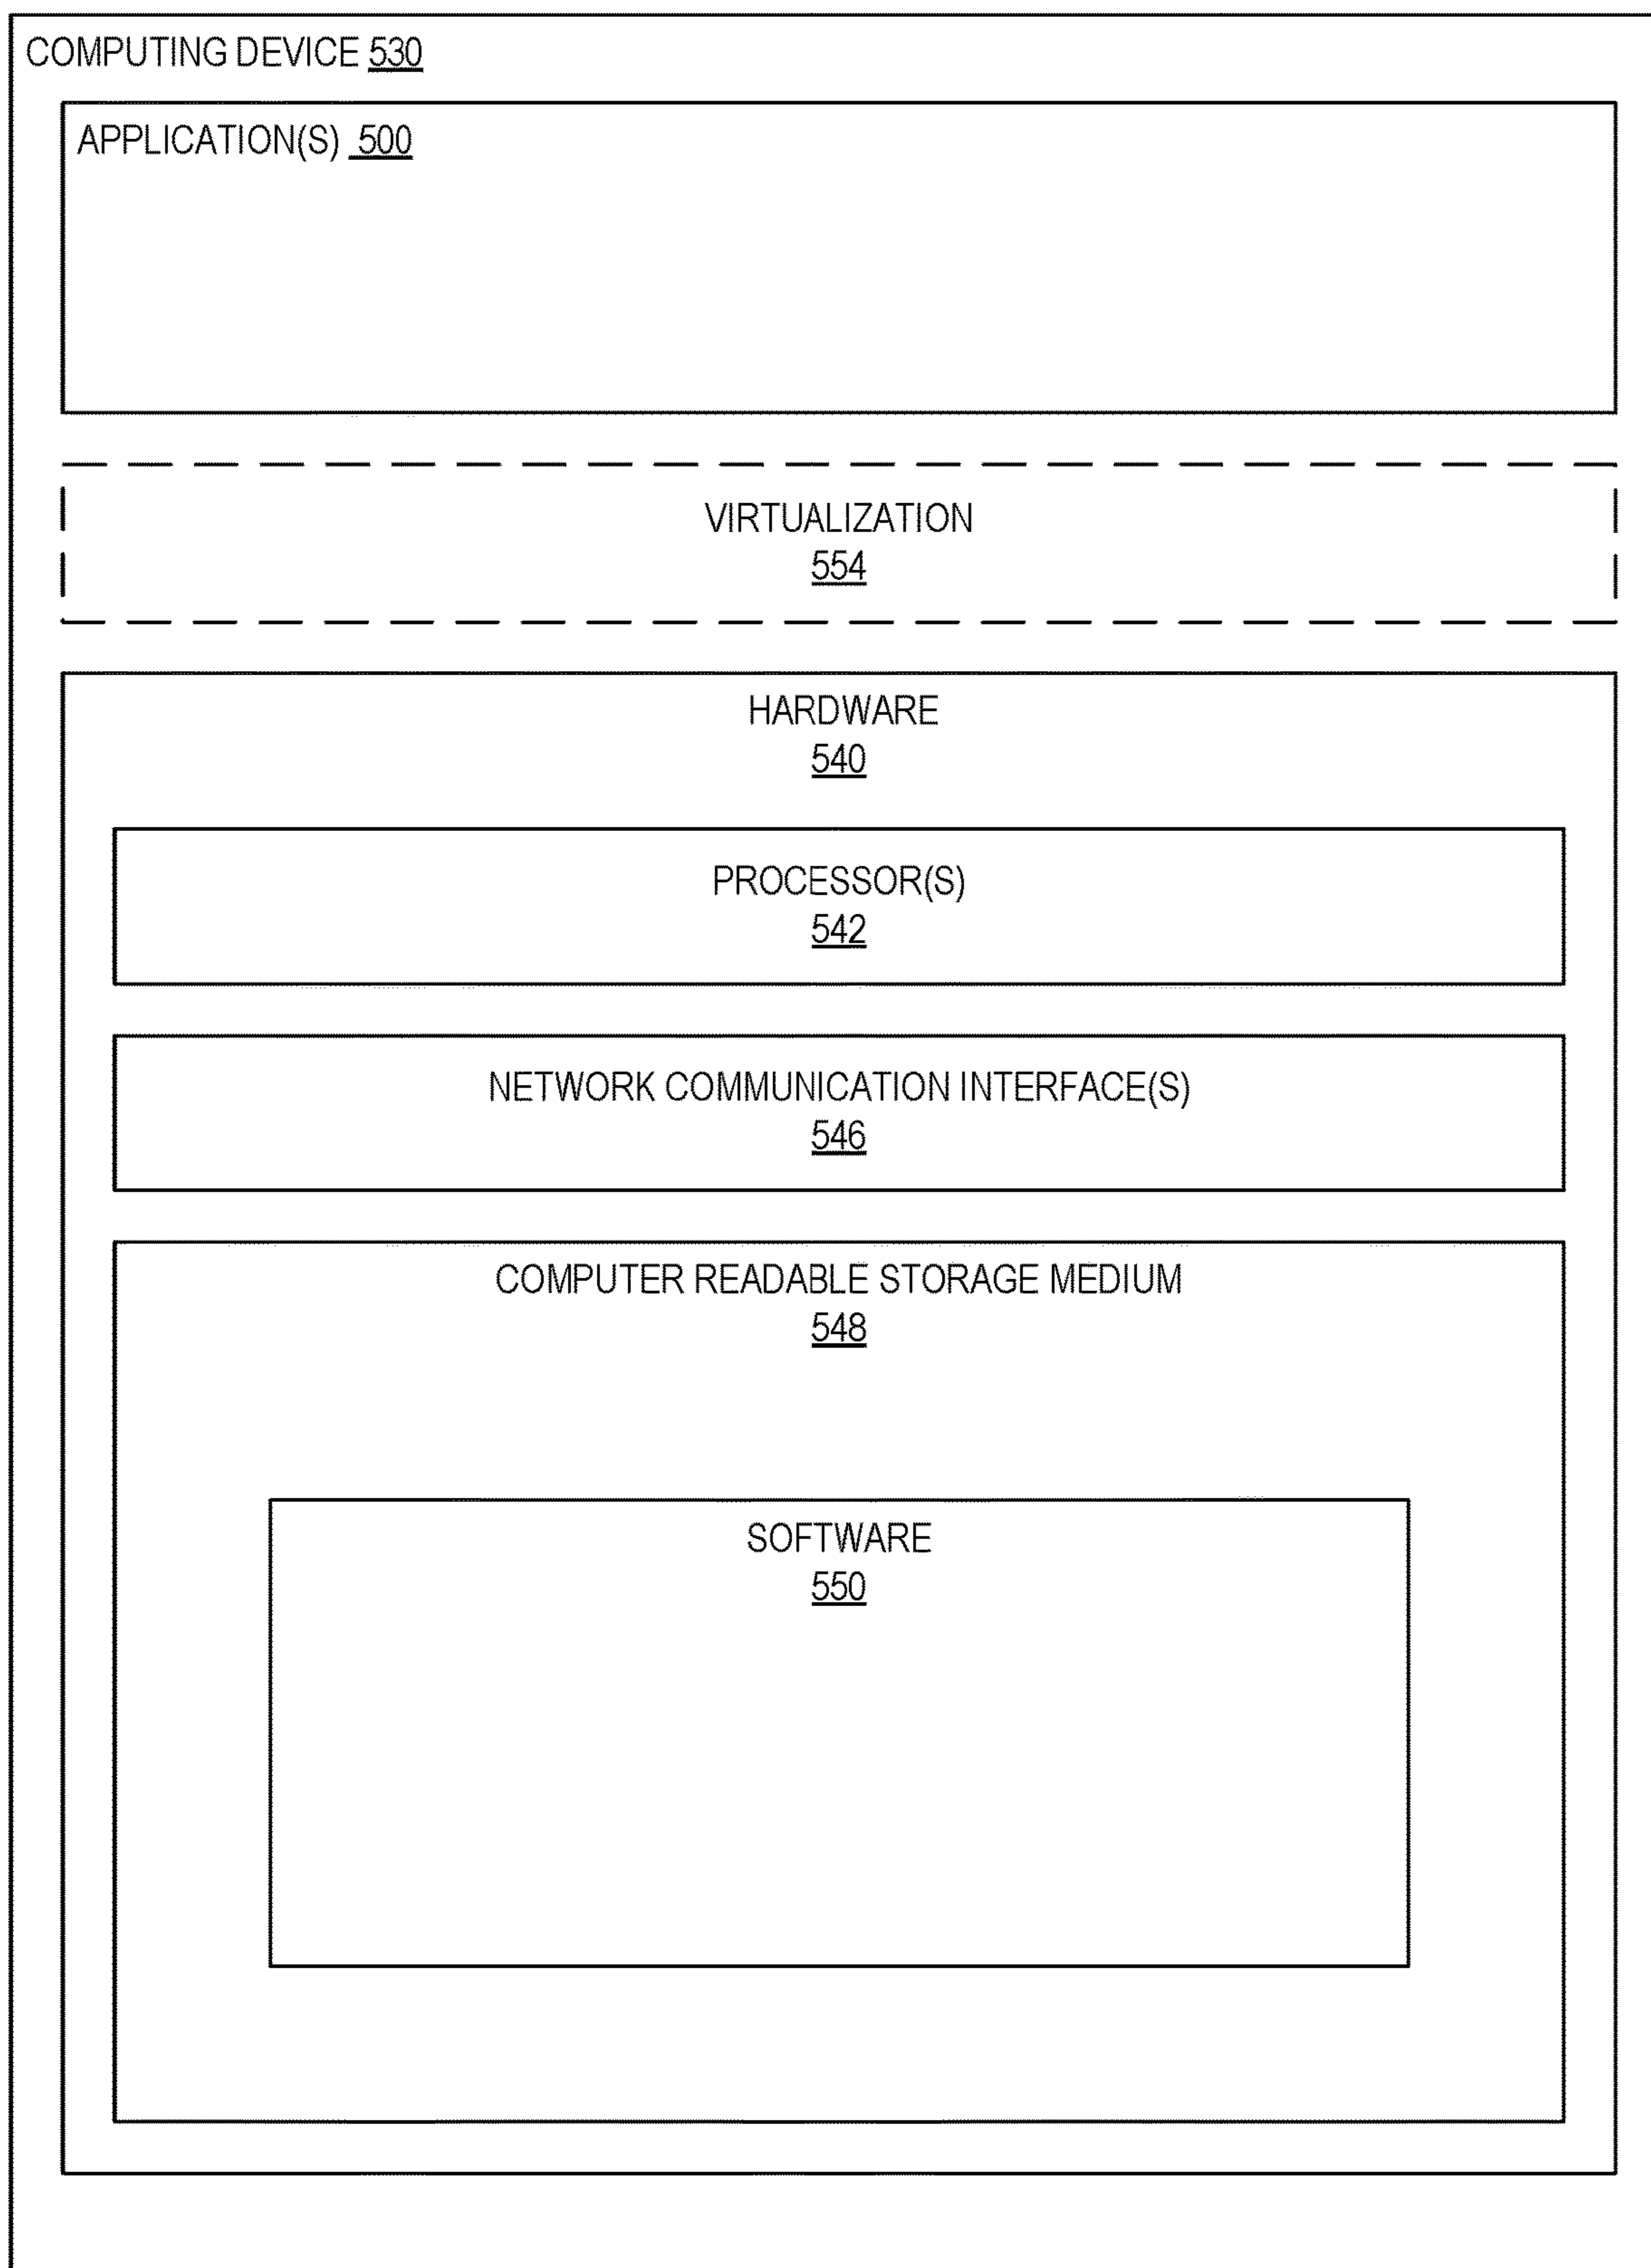 COMPUTING DEVICE 530
APPLICATION(S) 500
VIRTUALIZATION
554
HARDWARE
540
PROCESSOR(S)
542
NETWORK COMMUNICATION INTERFACE(S)
546
COMPUTER READABLE STORAGE MEDIUM
548
SOFTWARE
550